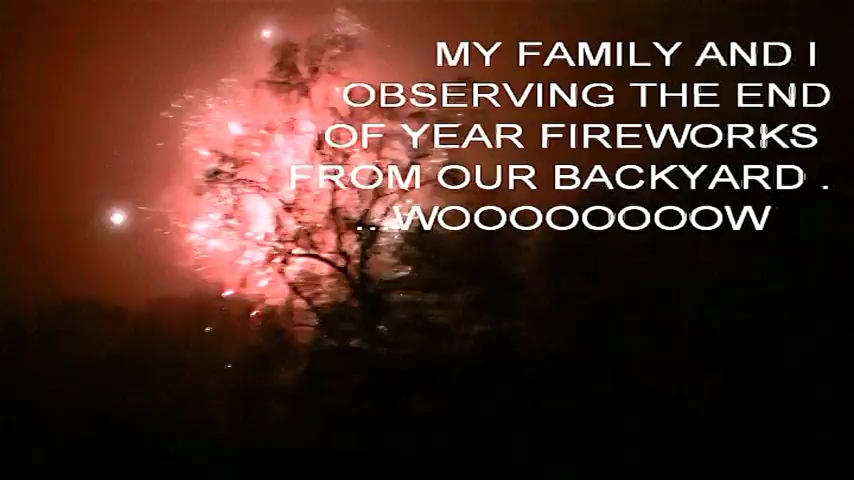 MY FAMILY AND I
OBSERVING THE END
OF YEAR FIREWORKS
FROM OUR BACKYARD .
. . WOOOOOOOOW